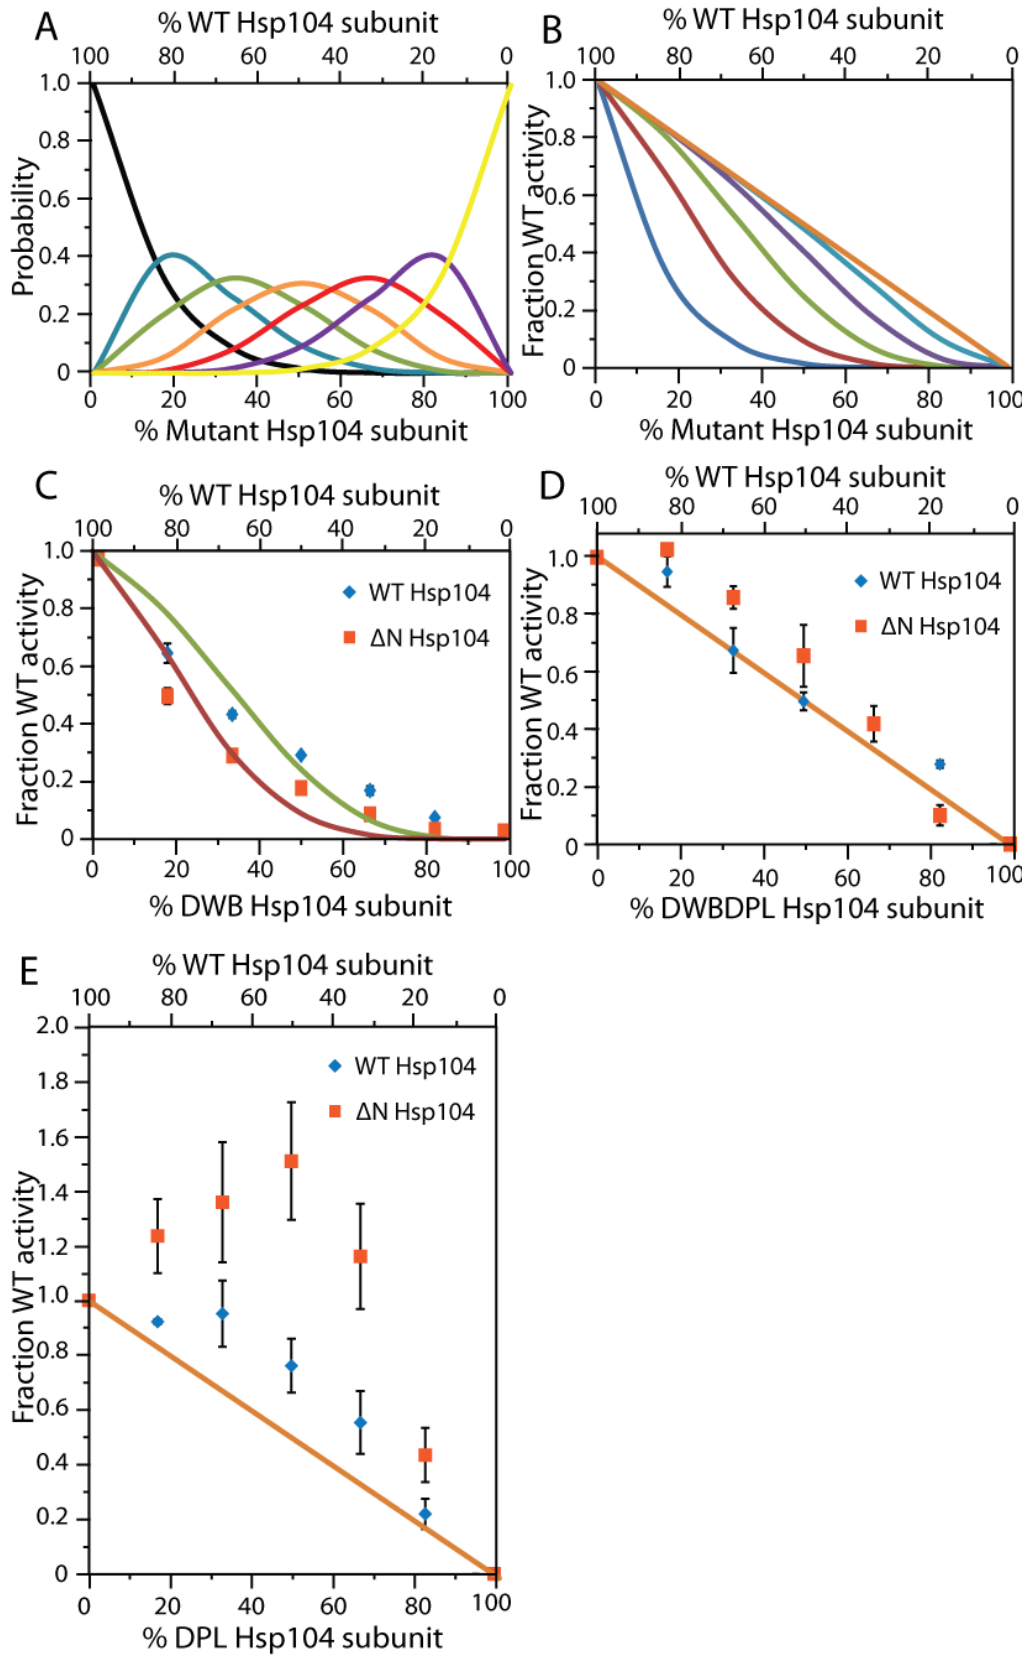 A
% WT Hsp104 subunit
100 80 60 40 20 0
Probability
1.0
0.8
0.6
0.4
0.2
0
0 20 40 60 80 100
% Mutant Hsp104 subunit
B
% WT Hsp104 subunit
100 80 60 40 20 0
Fraction WT activity
1.0
0.8
0.6
0.4
0.2
0
0 20 40 60 80 100
% Mutant Hsp104 subunit
C
% WT Hsp104 subunit
100 80 60 40 20 0
Fraction WT activity
1.0
0.8
0.6
0.4
0.2
0
WT Hsp104
ΔN Hsp104
0 20 40 60 80 100
% DWB Hsp104 subunit
D
% WT Hsp104 subunit
100 80 60 40 20 0
Fraction WT activity
1.0
0.8
0.6
0.4
0.2
0
WT Hsp104
ΔN Hsp104
0 20 40 60 80 100
% DWBDPL Hsp104 subunit
E
% WT Hsp104 subunit
100 80 60 40 20 0
Fraction WT activity
2.0
1.8
1.6
1.4
1.2
1.0
0.8
0.6
0.4
0.2
0
WT Hsp104
ΔN Hsp104
0 20 40 60 80 100
% DPL Hsp104 subunit